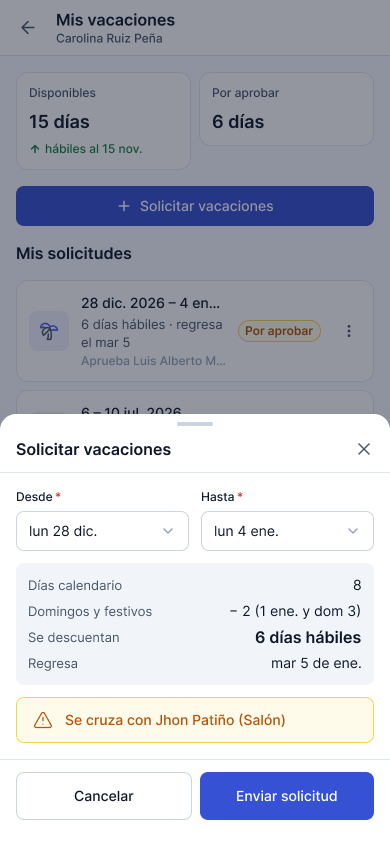 Mis vacaciones
Carolina Ruiz Peña
Disponibles
15 días
hábiles al 15 nov.
Por aprobar
6 días
Solicitar vacaciones
Mis solicitudes
28 dic. 2026 – 4 en...
6 días hábiles · regresa
el mar 5
Aprueba Luis Alberto M...
Por aprobar
6 – 10 jul. 2026
Solicitar vacaciones
Desde *
Hasta *
lun 28 dic.
lun 4 ene.
Días calendario 8
Domingos y festivos − 2 (1 ene. y dom 3)
Se descuentan 6 días hábiles
Regresa mar 5 de ene.
Se cruza con Jhon Patiño (Salón)
Cancelar
Enviar solicitud